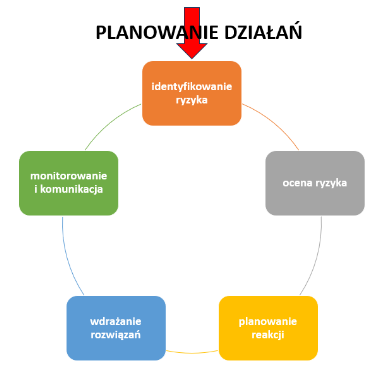 PLANOWANIE DZIAŁAŃ
identyfikowanie
ryzyka
ocena ryzyka
planowanie
reakcji
wdrażanie
rozwiązań
monitorowanie
i komunikacja